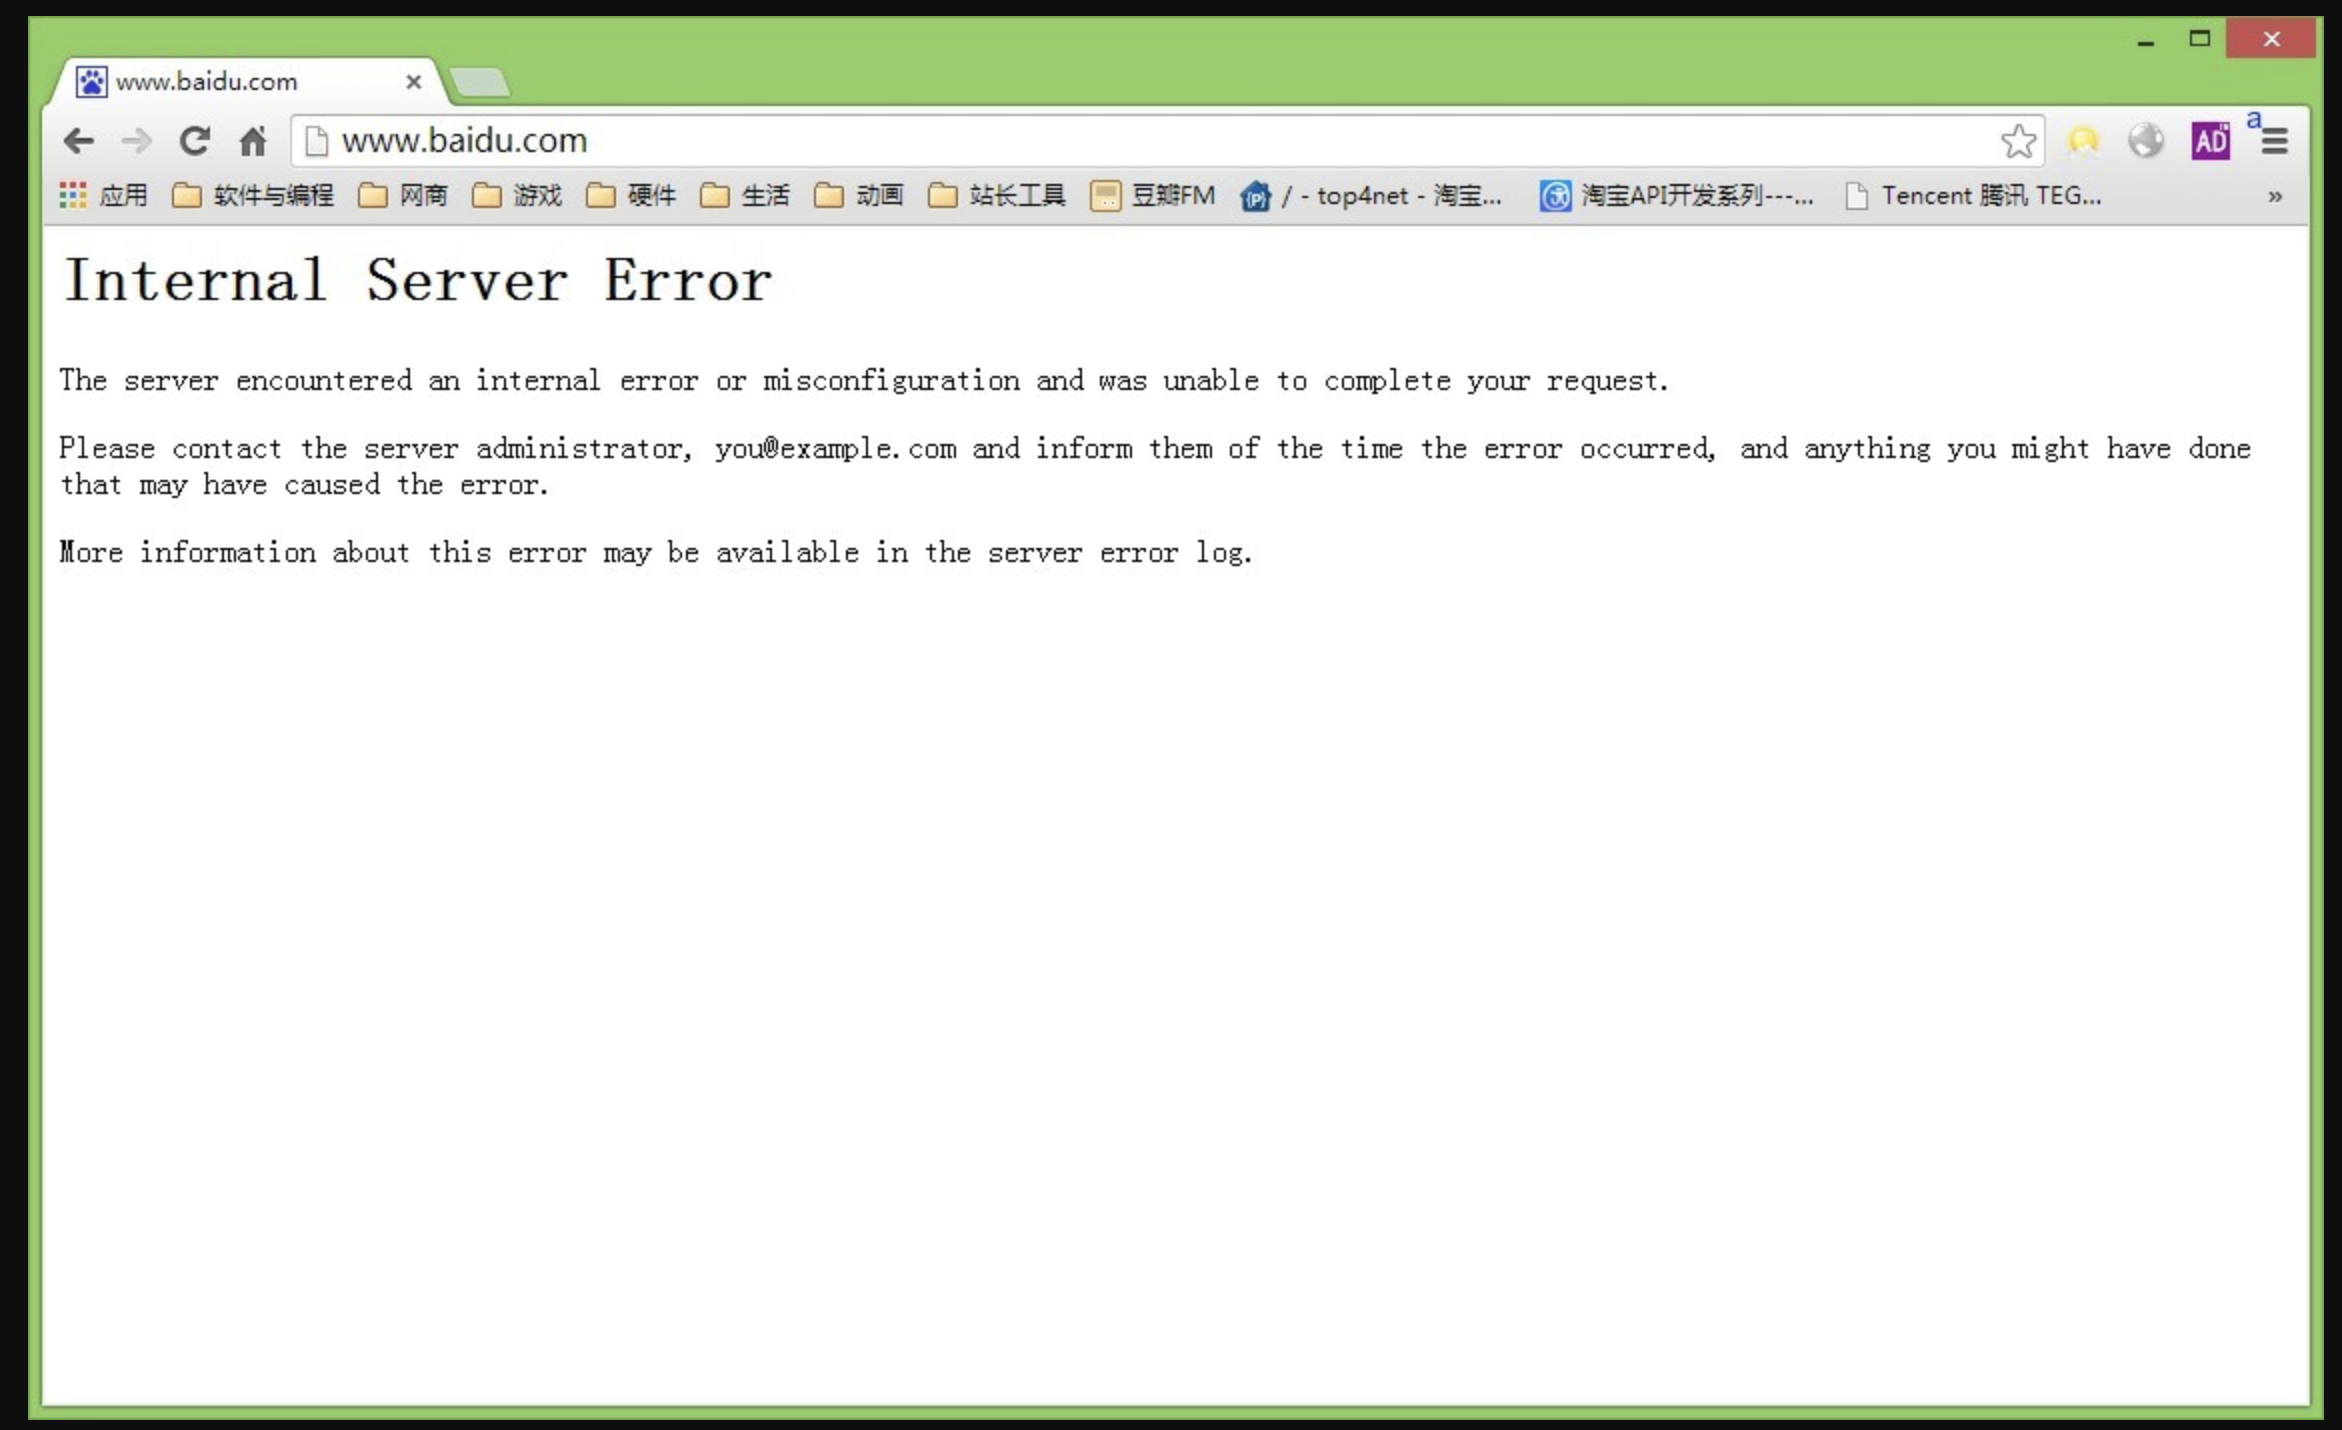 www.baidu.com
www.baidu.com
AD
a
应用 软件与编程 网商 游戏 硬件 生活 动画 站长工具 豆瓣FM / - top4net - 淘宝... 淘宝API开发系列---... Tencent 腾讯 TEG... »
Internal Server Error
The server encountered an internal error or misconfiguration and was unable to complete your request.
Please contact the server administrator, you@example.com and inform them of the time the error occurred, and anything you might have done
that may have caused the error.
More information about this error may be available in the server error log.